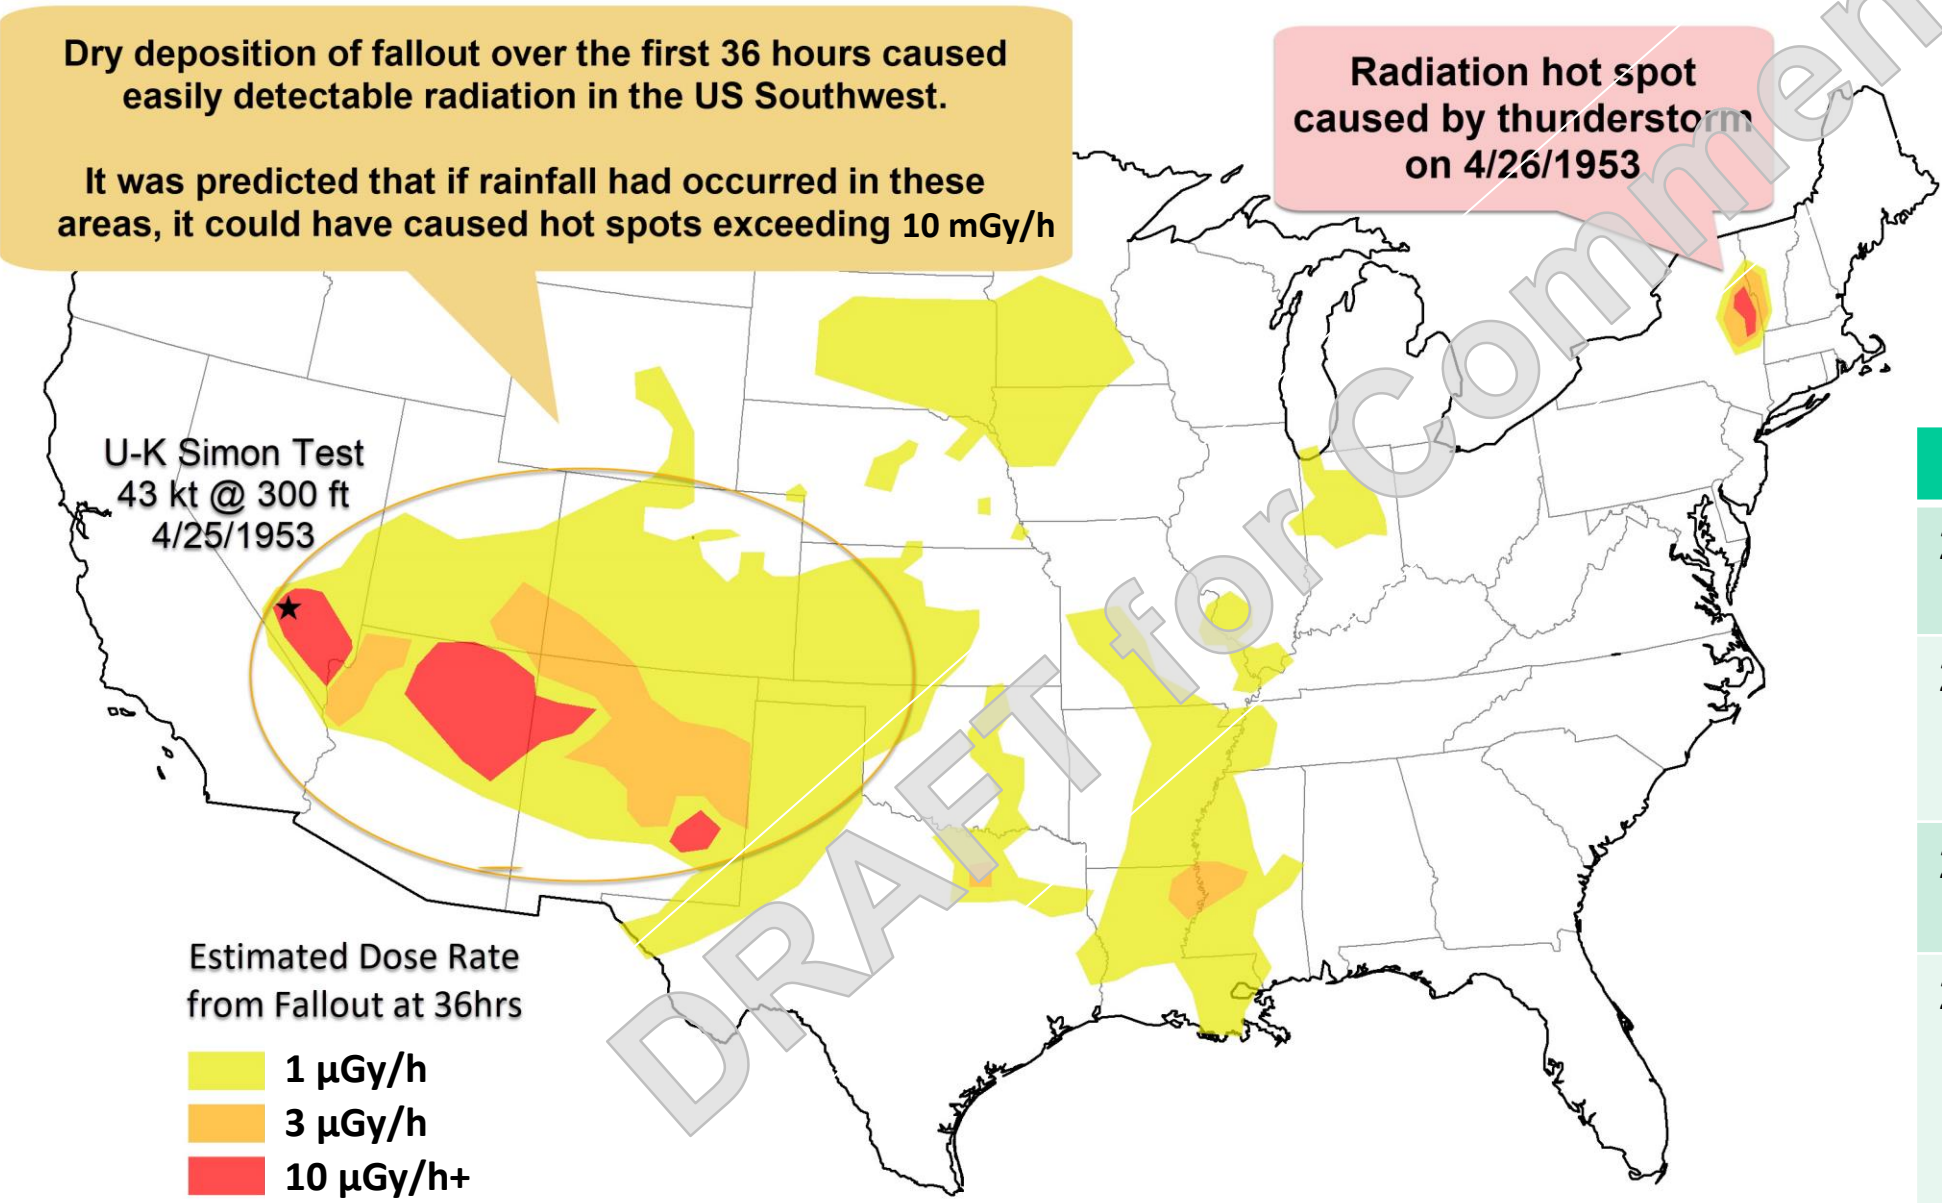 Dry deposition of fallout over the first 36 hours caused
easily detectable radiation in the US Southwest.
It was predicted that if rainfall had occurred in these
areas, it could have caused hot spots exceeding 10 mGy/h
Radiation hot spot
caused by thunderstorm
on 4/26/1953
U-K Simon Test
43 kt @ 300 ft
4/25/1953
Estimated Dose Rate
from Fallout at 36hrs
1 μGy/h
3 μGy/h
10 μGy/h+
DRAFT for Commen